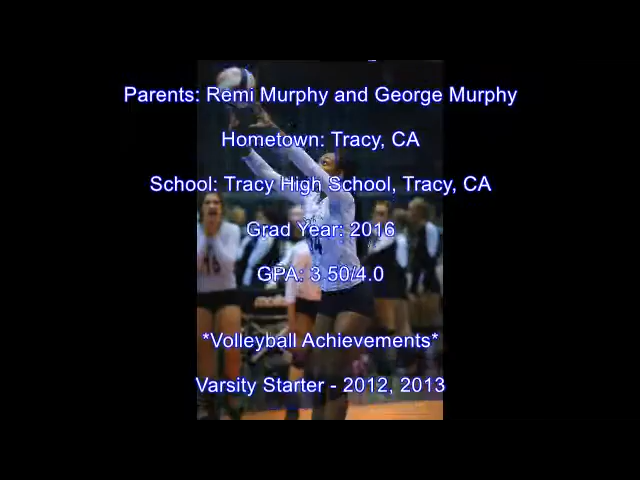 Parents: Remi Murphy and George Murphy
Hometown: Tracy, CA
School: Tracy High School, Tracy, CA
Grad Year: 2016
GPA: 3.50/4.0
*Volleyball Achievements*
Varsity Starter - 2012, 2013